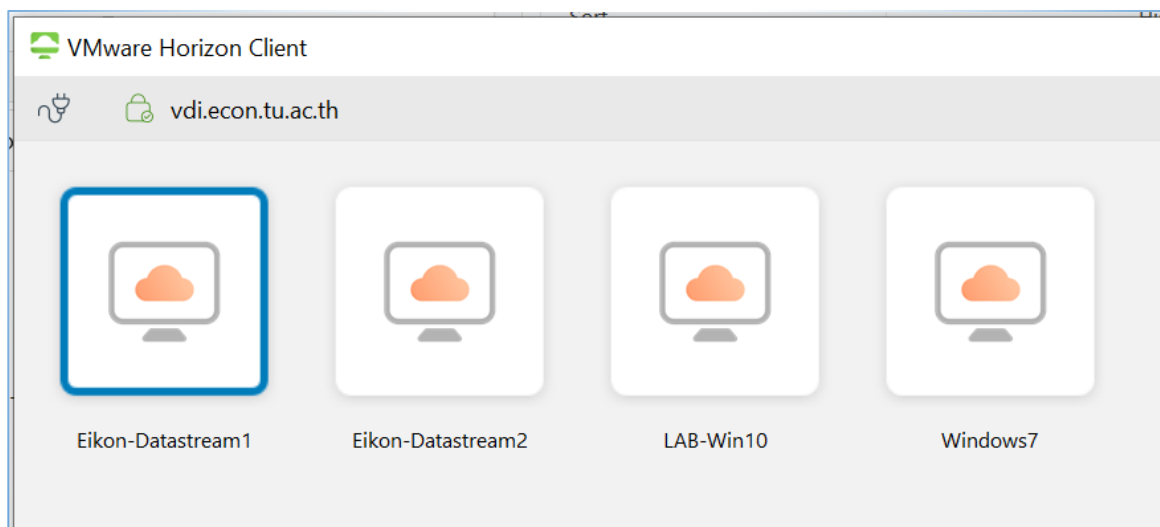 VMware Horizon Client
vdi.econ.tu.ac.th
Eikon-Datastream1
Eikon-Datastream2
LAB-Win10
Windows7